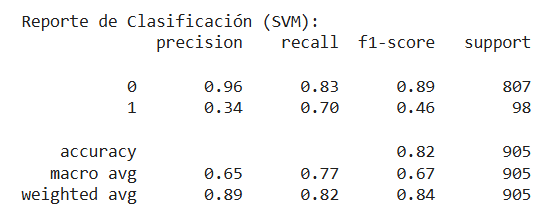 Reporte de Clasificación (SVM):
precision recall f1-score support
0 0.96 0.83 0.89 807
1 0.34 0.70 0.46 98
accuracy 0.82 905
macro avg 0.65 0.77 0.67 905
weighted avg 0.89 0.82 0.84 905